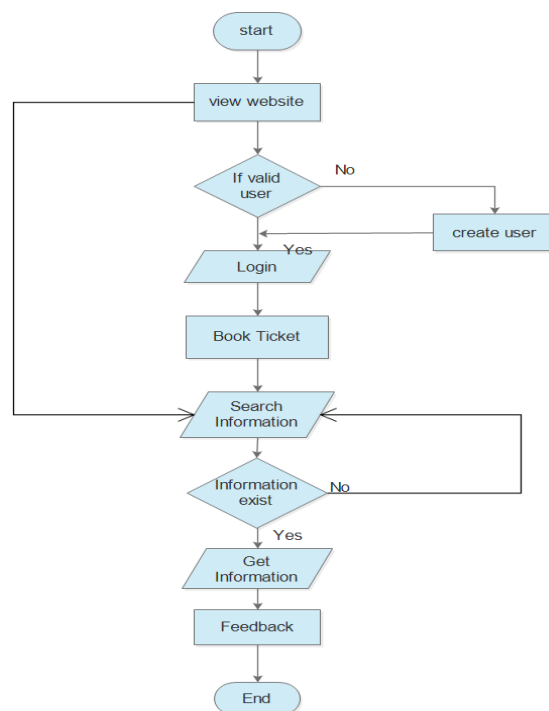 start
view website
If valid
user
No
create user
Yes
Login
Book Ticket
Search
Information
Information
exist
No
Yes
Get
Information
Feedback
End